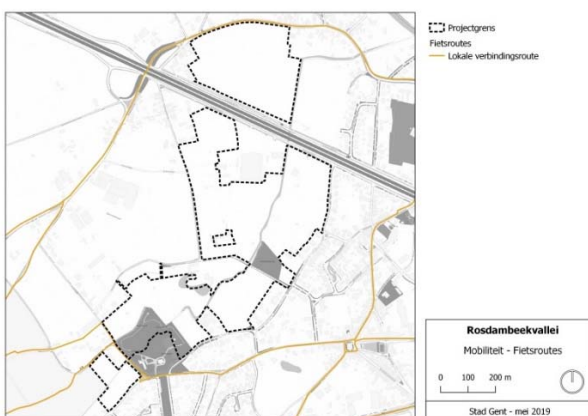 Projectgrens
Fietsroutes
Lokale verbindingsroute
Rosdambeekvallei
Mobiliteit - Fietsroutes
0 100 200 m
Stad Gent - mei 2019